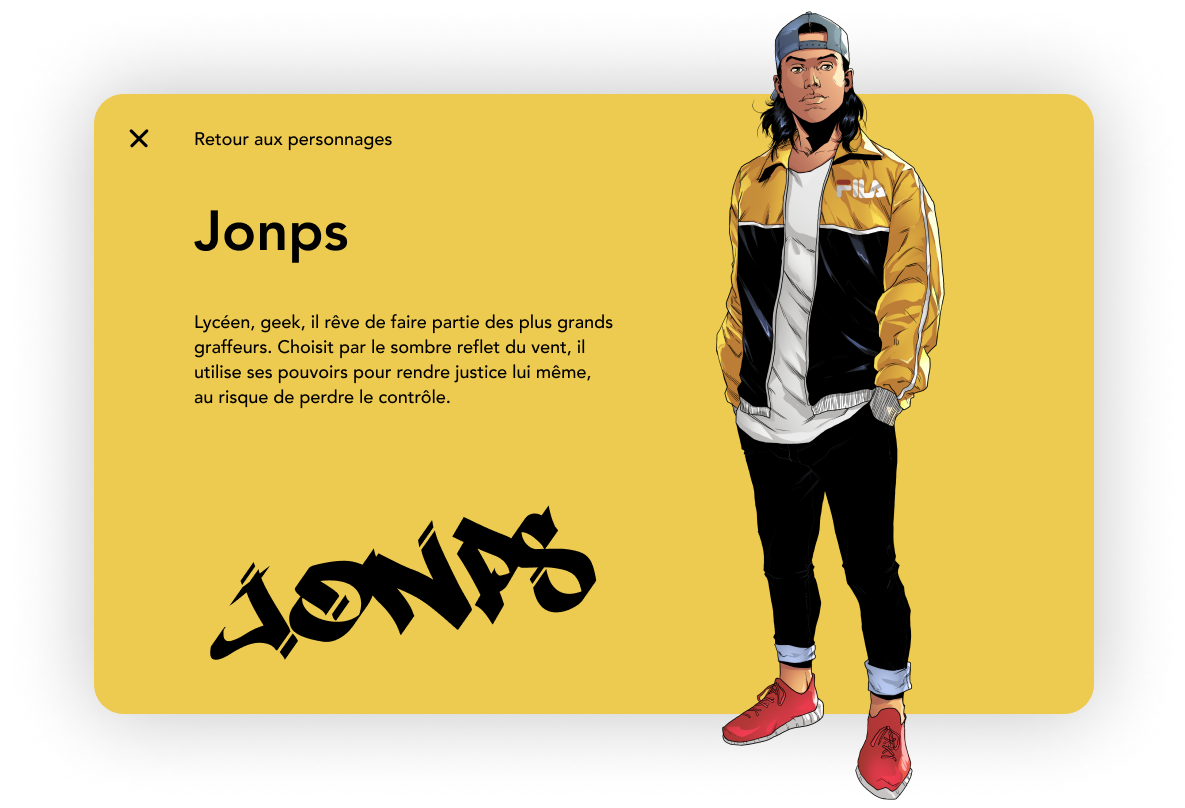 Retour aux personnages
FILA
Jonps
Lycéen, geek, il rêve de faire partie des plus grands
graffeurs. Choisit par le sombre reflet du vent, il
utilise ses pouvoirs pour rendre justice lui même,
au risque de perdre le contrôle.
JONPS